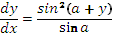 dy/dx = sin²(a + y)/sin a